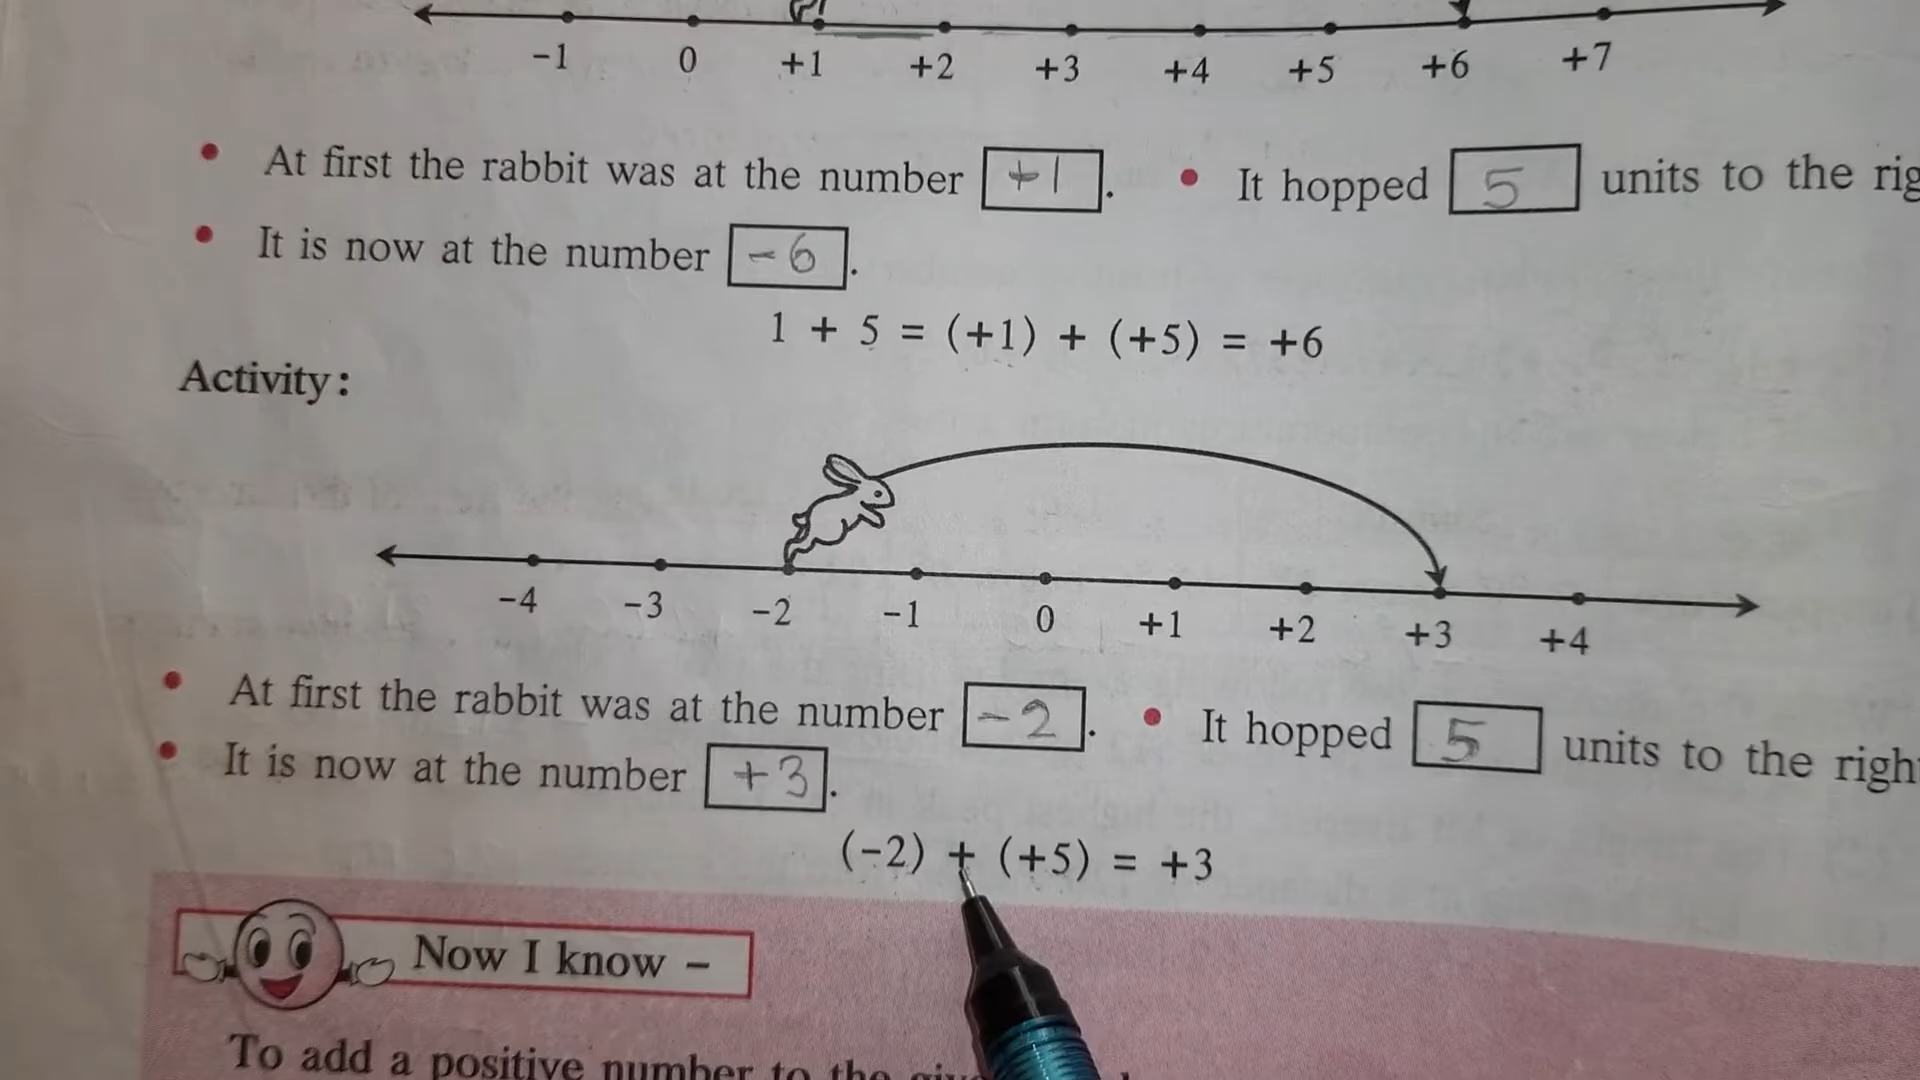 -1 0 +1 +2 +3 +4 +5 +6 +7
• At first the rabbit was at the number +1. • It hopped 5 units to the
• It is now at the number -6.
1 + 5 = (+1) + (+5) = +6
Activity:
-4 -3 -2 -1 0 +1 +2 +3 +4
• At first the rabbit was at the number -2. • It hopped 5 units to the righ
• It is now at the number +3.
(-2) + (+5) = +3
Now I know –
To add a positive number to the